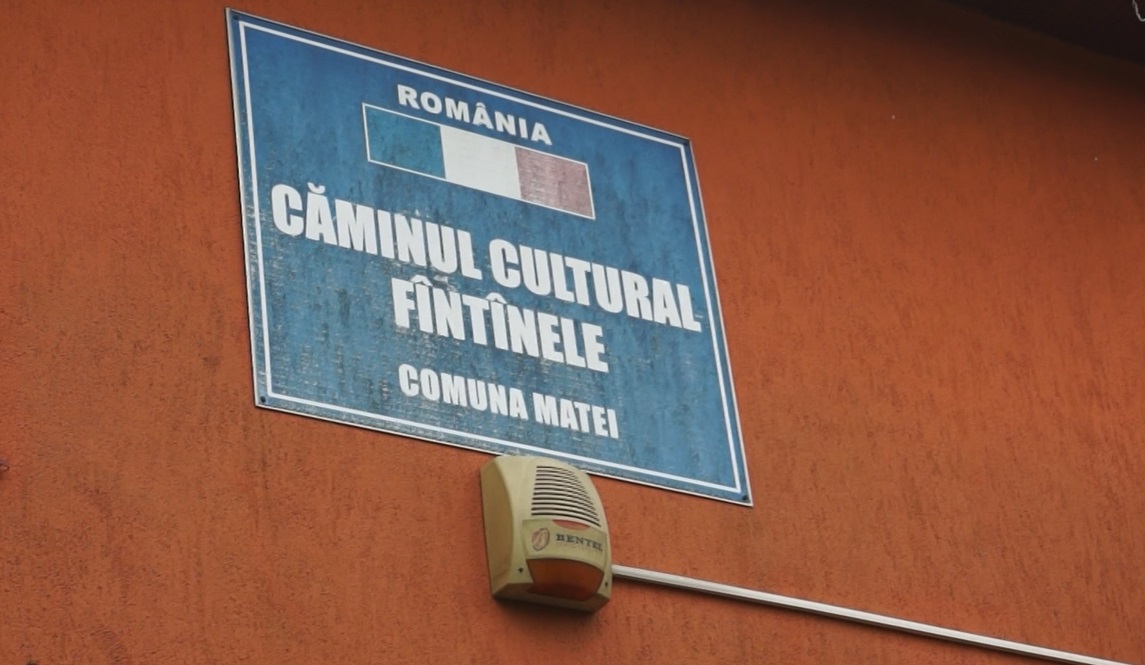 ROMÂNIA
CĂMINUL CULTURAL
FÎNTÎNELE
COMUNA MATEI
BENTEL